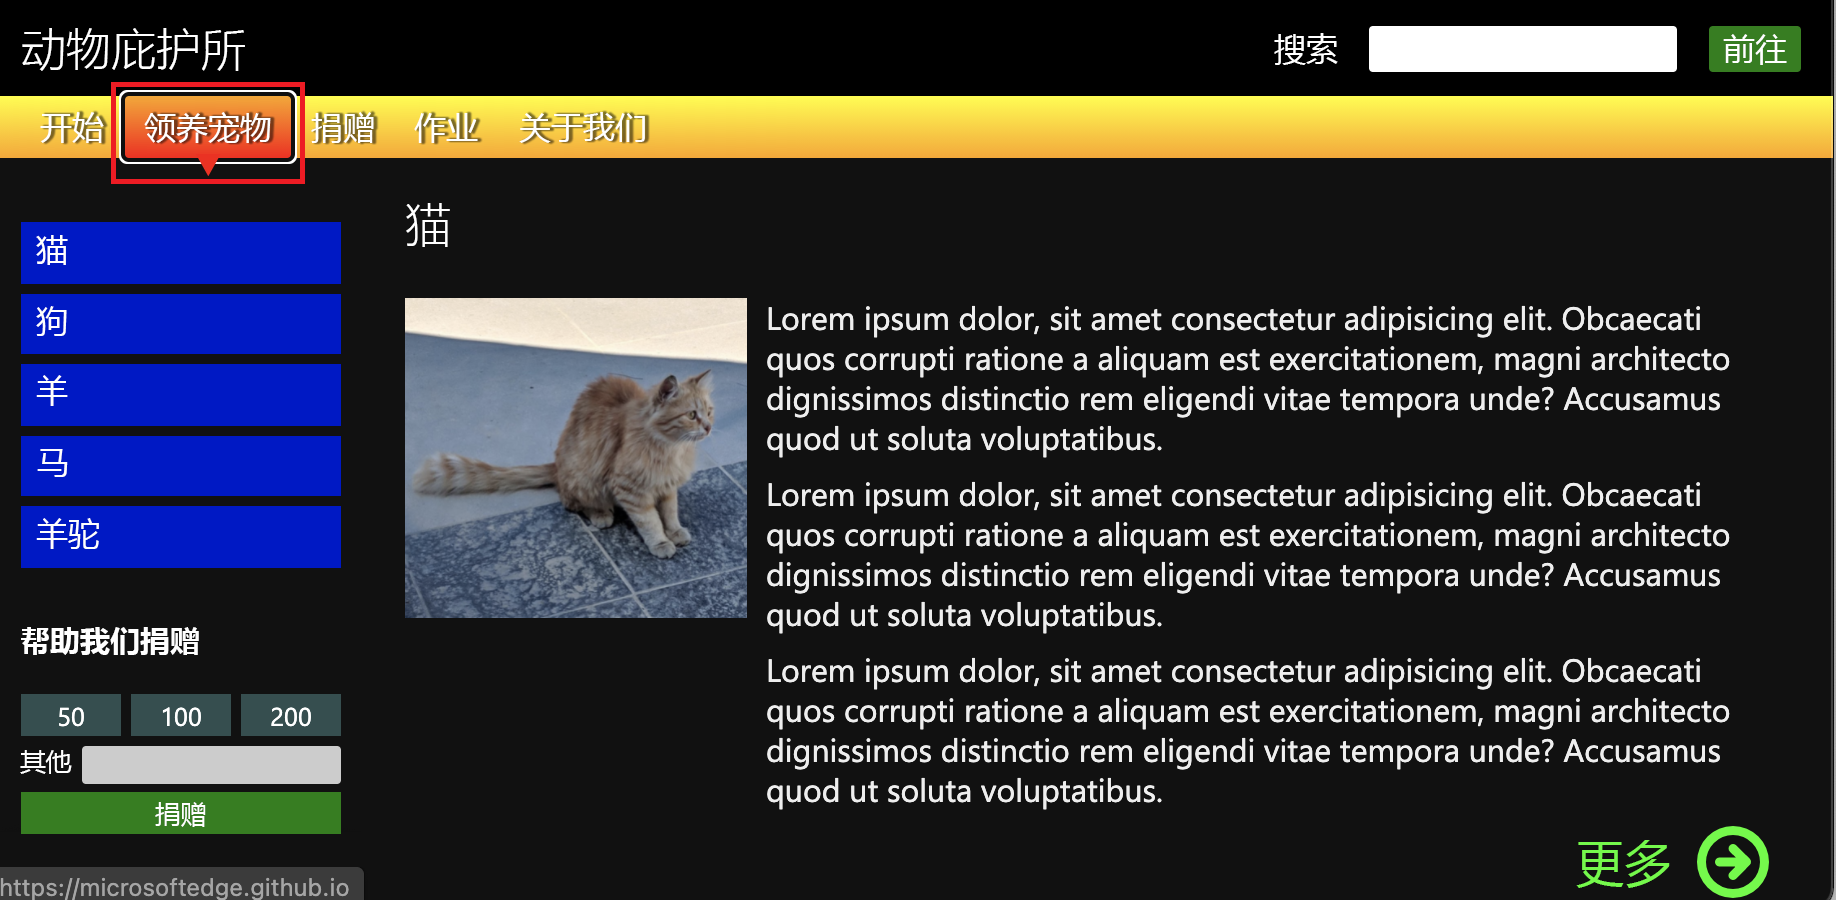 动物庇护所
搜索 前往
开始 领养宠物 捐赠 作业 关于我们
猫
狗
羊
马
羊驼
帮助我们捐赠
50 100 200
其他
捐赠
猫
Lorem ipsum dolor, sit amet consectetur adipisicing elit. Obcaecati
quos corrupti ratione a aliquam est exercitationem, magni architecto
dignissimos distinctio rem eligendi vitae tempora unde? Accusamus
quod ut soluta voluptatibus.
Lorem ipsum dolor, sit amet consectetur adipisicing elit. Obcaecati
quos corrupti ratione a aliquam est exercitationem, magni architecto
dignissimos distinctio rem eligendi vitae tempora unde? Accusamus
quod ut soluta voluptatibus.
Lorem ipsum dolor, sit amet consectetur adipisicing elit. Obcaecati
quos corrupti ratione a aliquam est exercitationem, magni architecto
dignissimos distinctio rem eligendi vitae tempora unde? Accusamus
quod ut soluta voluptatibus.
更多
https://microsoftedge.github.io